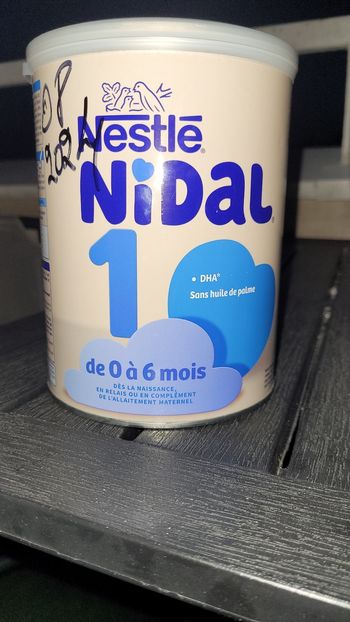 2024
Nestlé
NiDaL
1
• DHA*
Sans huile de palme
de 0 à 6 mois
DÈS LA NAISSANCE,
EN RELAIS OU EN COMPLÉMENT
DE L'ALLAITEMENT MATERNEL